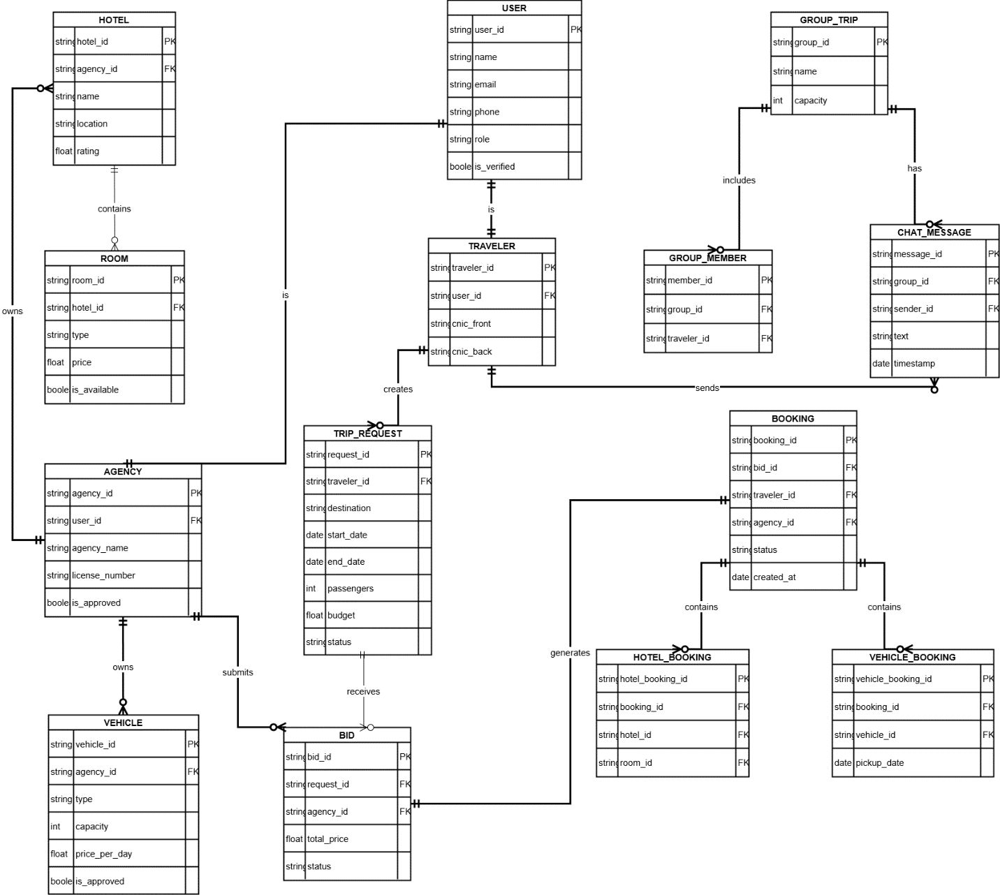 HOTEL
string hotel_id PK
string agency_id FK
string name
string location
float rating
contains
ROOM
string room_id PK
string hotel_id FK
string type
float price
boole is_available
owns
USER
string user_id PK
string name
string email
string phone
string role
boole is_verified
is
is
TRAVELER
string traveler_id PK
string user_id FK
string cnic_front
string cnic_back
creates
sends
GROUP_TRIP
string group_id PK
string name
int capacity
includes
has
GROUP_MEMBER
string member_id PK
string group_id FK
string traveler_id FK
CHAT_MESSAGE
string message_id PK
string group_id FK
string sender_id FK
string text
date timestamp
AGENCY
string agency_id PK
string user_id FK
string agency_name
string license_number
boole is_approved
owns
submits
VEHICLE
string vehicle_id PK
string agency_id FK
string type
int capacity
float price_per_day
boole is_approved
TRIP_REQUEST
string request_id PK
string traveler_id FK
string destination
date start_date
date end_date
int passengers
float budget
string status
receives
BID
string bid_id PK
string request_id FK
string agency_id FK
float total_price
string status
generates
BOOKING
string booking_id PK
string bid_id FK
string traveler_id FK
string agency_id FK
string status
date created_at
contains
contains
HOTEL_BOOKING
string hotel_booking_id PK
string booking_id FK
string hotel_id FK
string room_id FK
VEHICLE_BOOKING
string vehicle_booking_id PK
string booking_id FK
string vehicle_id FK
date pickup_date